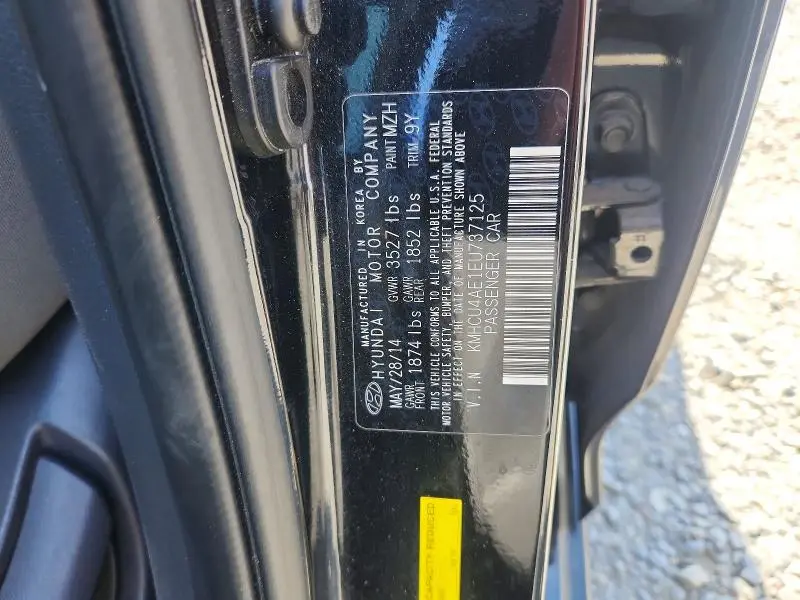 MANUFACTURED IN KOREA BY
HYUNDAI MOTOR COMPANY
MAY/28/14 GVWR 3527 lbs PAINT MZH
GAWR FRONT 1874 lbs GAWR REAR 1852 lbs TRIM 9Y
THIS VEHICLE CONFORMS TO ALL APPLICABLE U.S.A. FEDERAL
MOTOR VEHICLE SAFETY, BUMPER, AND THEFT PREVENTION STANDARDS
IN EFFECT ON THE DATE OF MANUFACTURE SHOWN ABOVE
V.I.N KMHCU4AE1EU737125
PASSENGER CAR
CAPACITY REDUCED